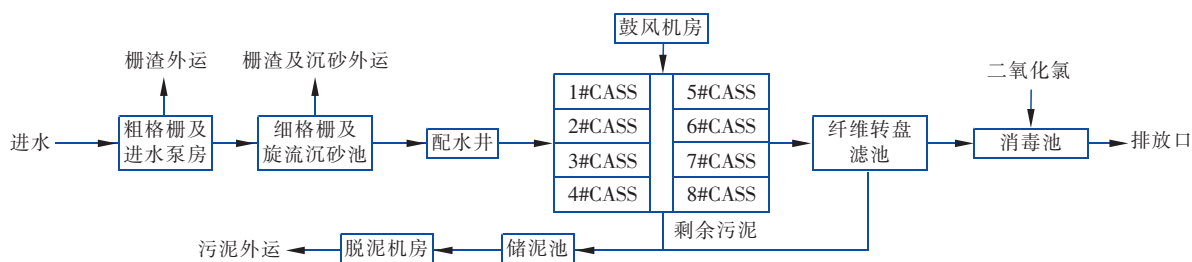 鼓风机房
栅渣外运
栅渣及沉砂外运
二氧化氯
进水
粗格栅及
进水泵房
细格栅及
旋流沉砂池
配水井
1#CASS
2#CASS
3#CASS
4#CASS
5#CASS
6#CASS
7#CASS
8#CASS
纤维转盘
滤池
消毒池
排放口
剩余污泥
污泥外运
脱泥机房
储泥池